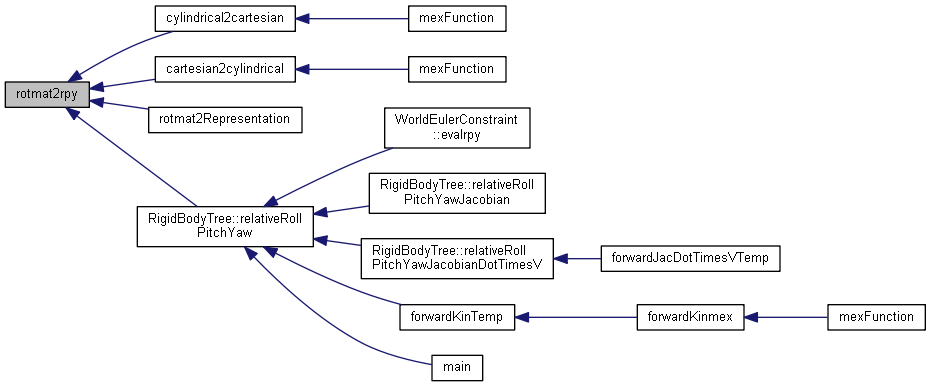 cylindrical2cartesian
mexFunction
cartesian2cylindrical
mexFunction
rotmat2rpy
rotmat2Representation
WorldEulerConstraint
::evalrpy
RigidBodyTree::relativeRoll
PitchYawJacobian
RigidBodyTree::relativeRoll
PitchYaw
RigidBodyTree::relativeRoll
PitchYawJacobianDotTimesV
forwardJacDotTimesVTemp
forwardKinTemp
forwardKinmex
mexFunction
main